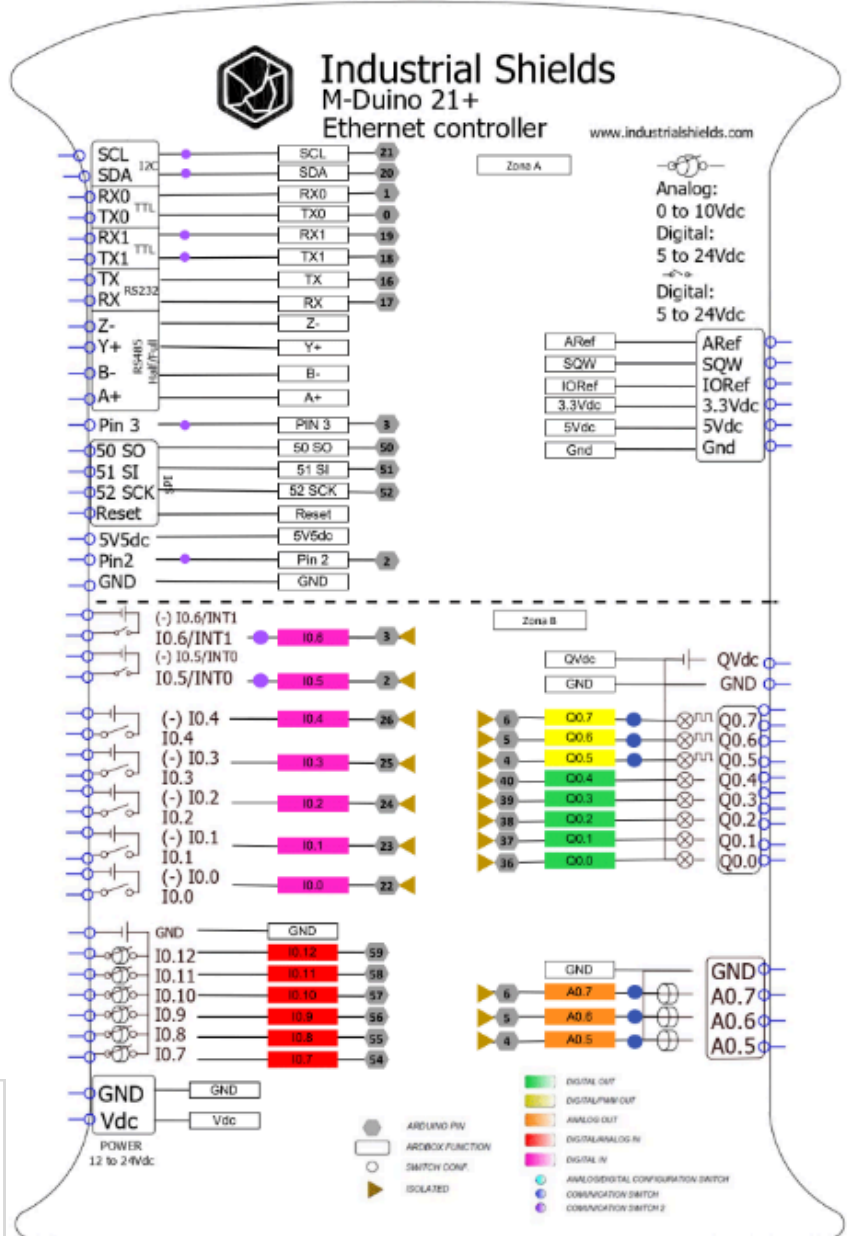 Industrial Shields
M-Duino 21+
Ethernet controller
www.industrialshields.com
Zona A
Analog:
0 to 10Vdc
Digital:
5 to 24Vdc
Digital:
5 to 24Vdc
SCL I2C SCL 21
SDA SDA 20
RX0 TTL RX0 1
TX0 TX0 0
RX1 TTL RX1 19
TX1 TX1 18
TX RS232 TX 16
RX RX 17
Z- RS485 Half/Full Z-
Y+ Y+
B- B-
A+ A+
Pin 3 PIN 3 3
50 SO SPI 50 SO 50
51 SI 51 SI 51
52 SCK 52 SCK 52
Reset Reset
5V5dc 5V5dc
Pin2 Pin 2 2
GND GND
ARef ARef
SQW SQW
IORef IORef
3.3Vdc 3.3Vdc
5Vdc 5Vdc
Gnd Gnd
Zona B
(-) I0.6/INT1
I0.6/INT1 I0.6 3
(-) I0.5/INT0
I0.5/INT0 I0.5 2
(-) I0.4 I0.4 26
I0.4
(-) I0.3 I0.3 25
I0.3
(-) I0.2 I0.2 24
I0.2
(-) I0.1 I0.1 23
I0.1
(-) I0.0 I0.0 22
I0.0
GND GND
I0.12 I0.12 59
I0.11 I0.11 58
I0.10 I0.10 57
I0.9 I0.9 56
I0.8 I0.8 55
I0.7 I0.7 54
GND GND
Vdc Vdc
POWER
12 to 24Vdc
QVdc QVdc
GND GND
6 Q0.7 Q0.7
5 Q0.6 Q0.6
4 Q0.5 Q0.5
40 Q0.4 Q0.4
39 Q0.3 Q0.3
38 Q0.2 Q0.2
37 Q0.1 Q0.1
36 Q0.0 Q0.0
GND GND
6 A0.7 A0.7
5 A0.6 A0.6
4 A0.5 A0.5
ARDUINO PIN
ARDBOX FUNCTION
SWITCH CONF.
ISOLATED
DIGITAL OUT
DIGITAL/PWM OUT
ANALOG OUT
DIGITAL/ANALOG IN
DIGITAL IN
ANALOG/DIGITAL CONFIGURATION SWITCH
COMUNICATION SWITCH
COMUNICATION SWITCH 2